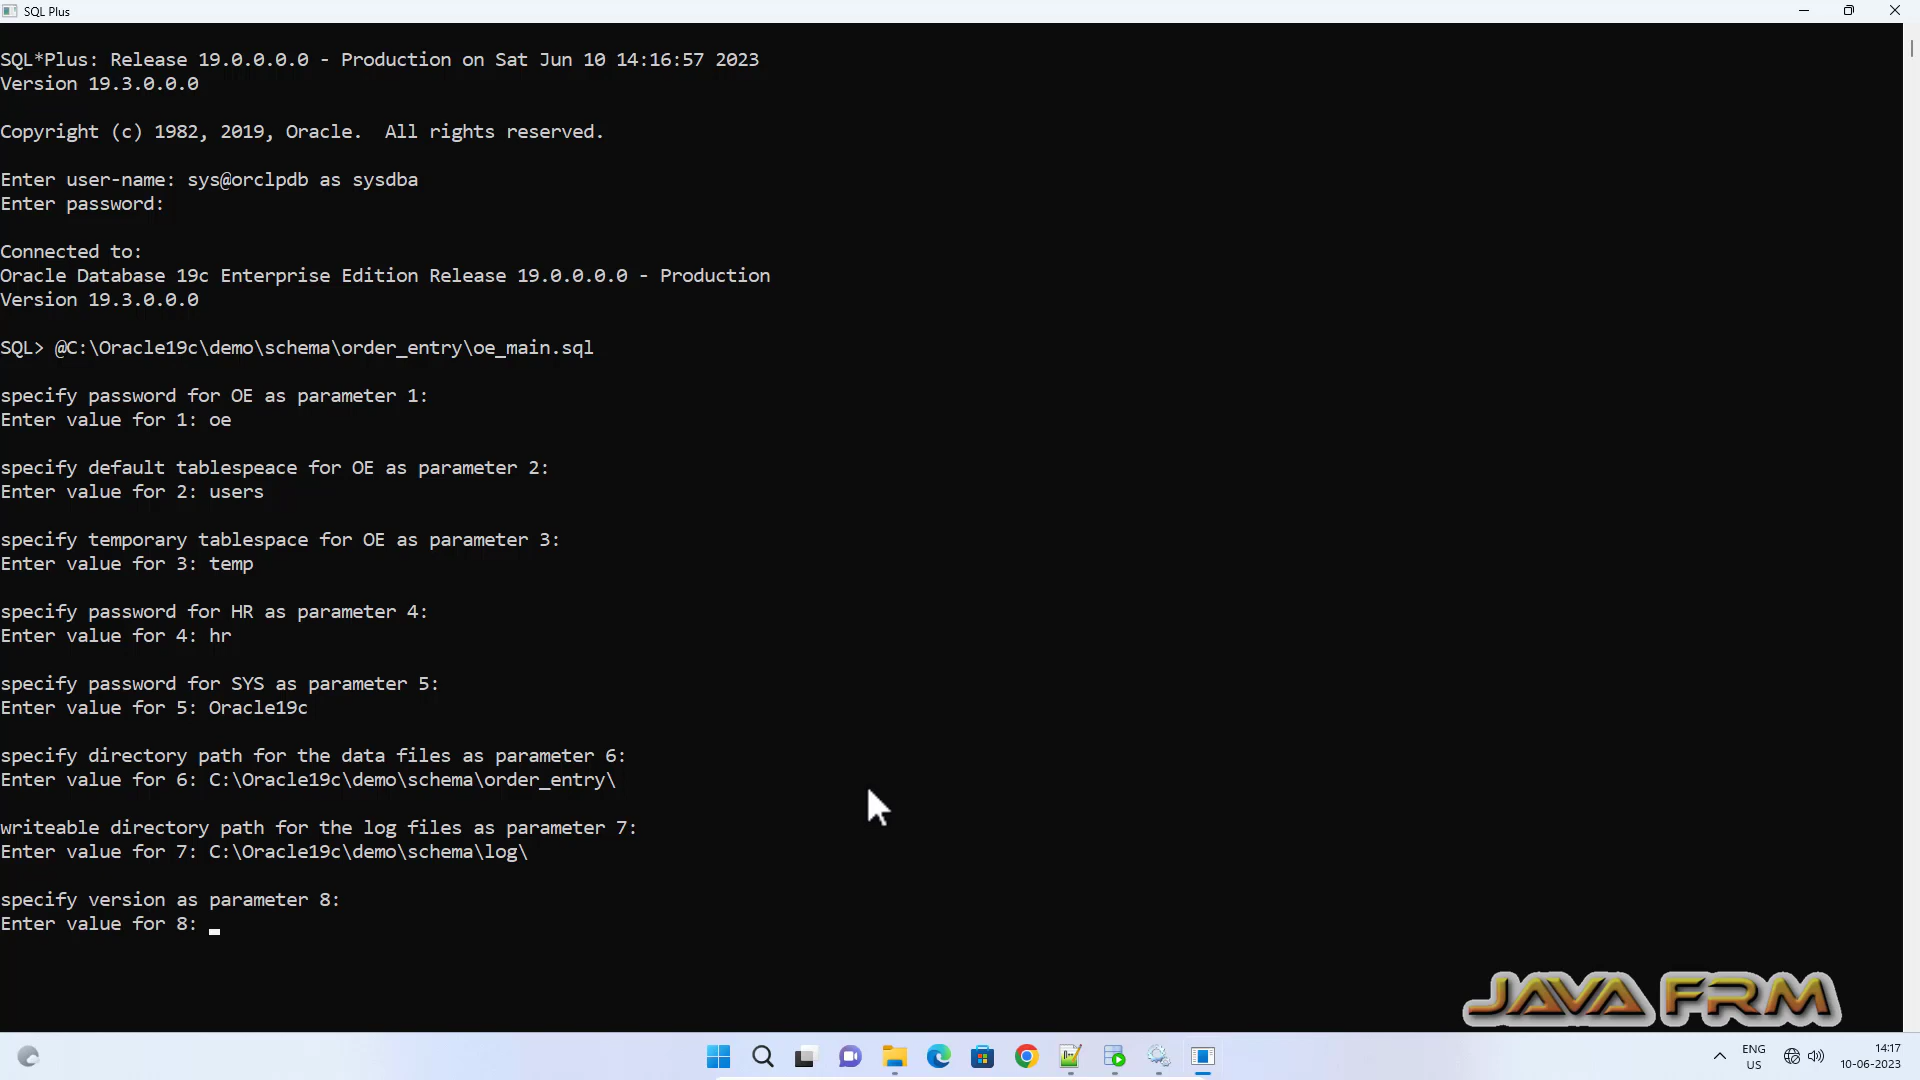 SQL Plus
SQL*Plus: Release 19.0.0.0.0 - Production on Sat Jun 10 14:16:57 2023
Version 19.3.0.0.0
Copyright (c) 1982, 2019, Oracle.  All rights reserved.
Enter user-name: sys@orclpdb as sysdba
Enter password:
Connected to:
Oracle Database 19c Enterprise Edition Release 19.0.0.0.0 - Production
Version 19.3.0.0.0
SQL> @C:\Oracle19c\demo\schema\order_entry\oe_main.sql
specify password for OE as parameter 1:
Enter value for 1: oe
specify default tablespeace for OE as parameter 2:
Enter value for 2: users
specify temporary tablespace for OE as parameter 3:
Enter value for 3: temp
specify password for HR as parameter 4:
Enter value for 4: hr
specify password for SYS as parameter 5:
Enter value for 5: Oracle19c
specify directory path for the data files as parameter 6:
Enter value for 6: C:\Oracle19c\demo\schema\order_entry\
writeable directory path for the log files as parameter 7:
Enter value for 7: C:\Oracle19c\demo\schema\log\
specify version as parameter 8:
Enter value for 8:
JAVA FRM
ENG
US
14:17
10-06-2023